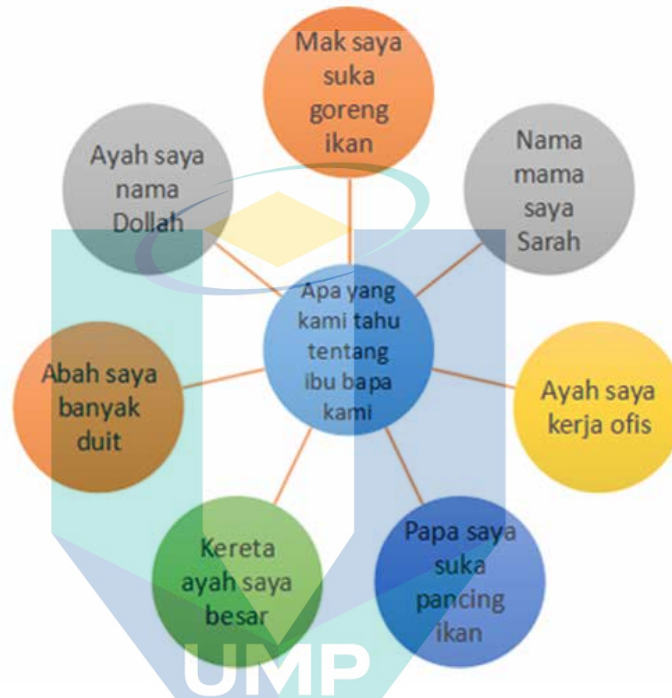 Mak saya
suka
goreng
ikan
Nama
mama
saya
Sarah
Ayah saya
kerja ofis
Papa saya
suka
pancing
ikan
Kereta
ayah saya
besar
Abah saya
banyak
duit
Ayah saya
nama
Dollah
Apa yang
kami tahu
tentang
ibu bapa
kami
UMP